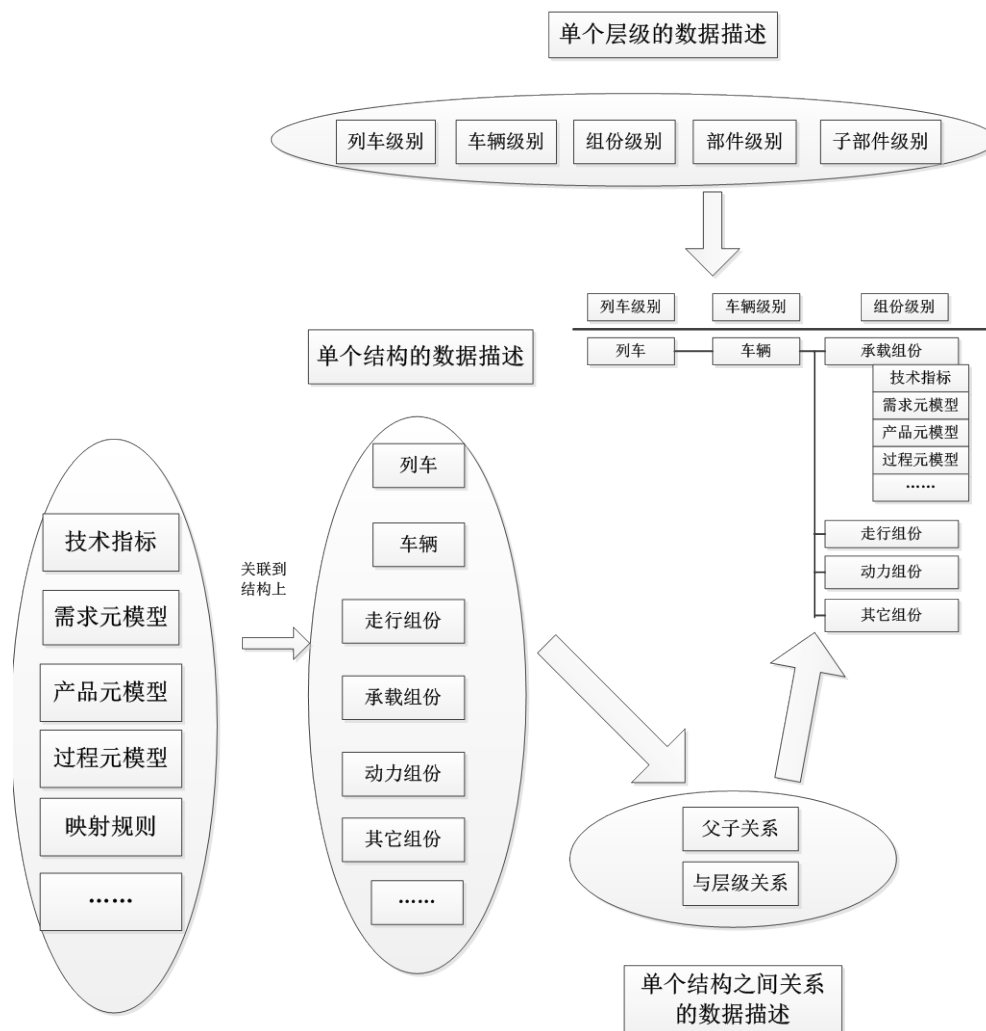 单个层级的数据描述
列车级别
车辆级别
组份级别
部件级别
子部件级别
列车级别
车辆级别
组份级别
列车
车辆
承载组份
技术指标
需求元模型
产品元模型
过程元模型
……
走行组份
动力组份
其它组份
单个结构的数据描述
列车
车辆
走行组份
承载组份
动力组份
其它组份
……
技术指标
需求元模型
产品元模型
过程元模型
映射规则
……
关联到
结构上
父子关系
与层级关系
单个结构之间关系
的数据描述